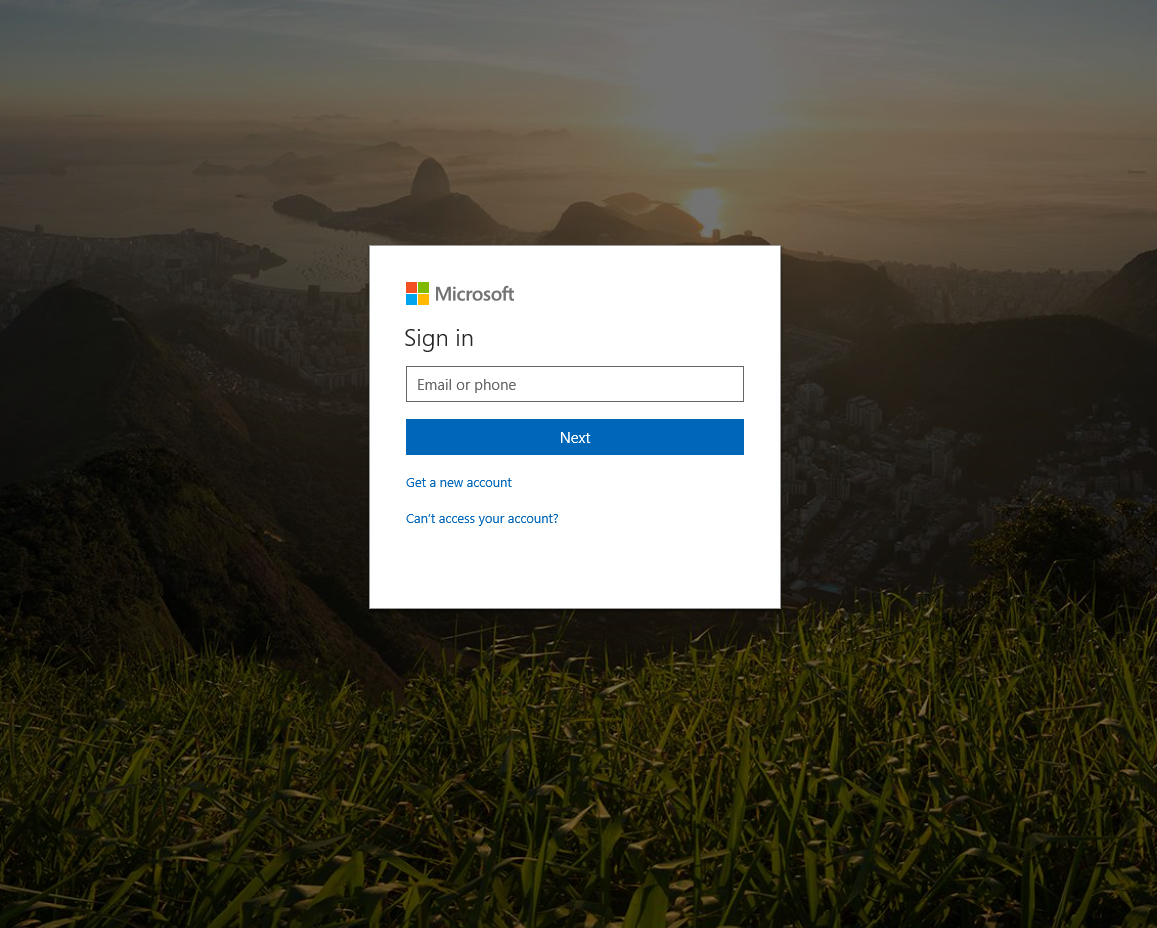 Microsoft
Sign in
Email or phone
Next
Get a new account
Can't access your account?